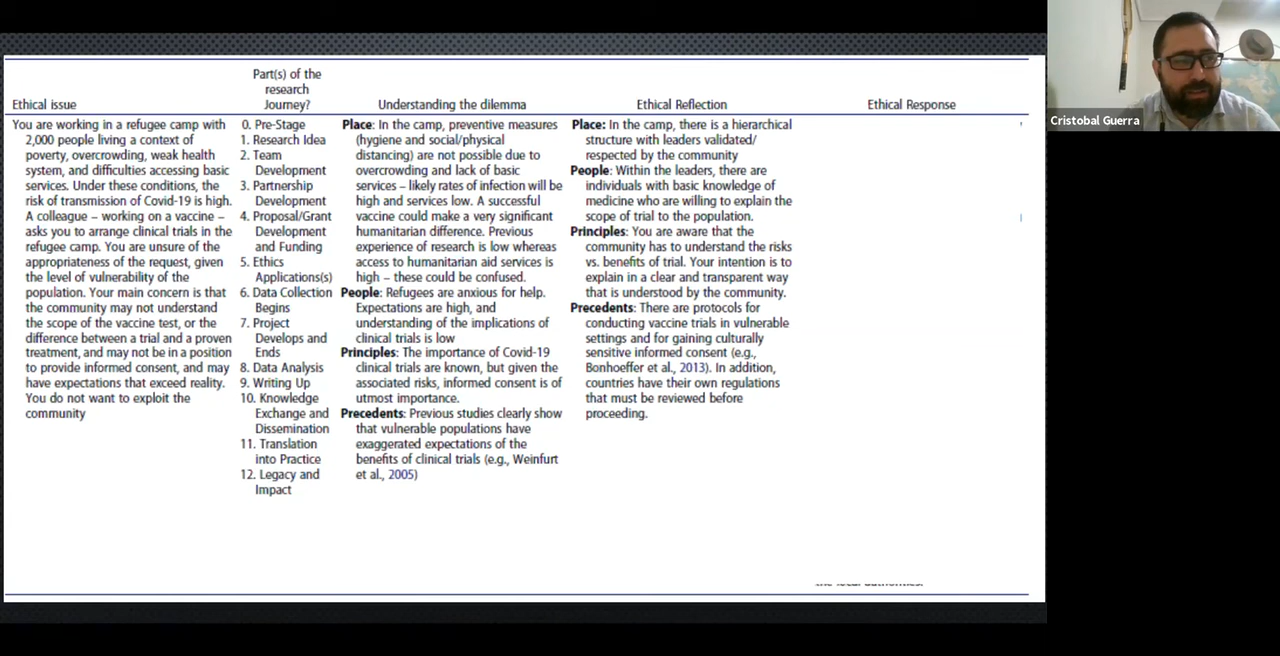 Ethical issue
Part(s) of the
research
Journey?
Understanding the dilemma
Ethical Reflection
Ethical Response
You are working in a refugee camp with
2,000 people living a context of
poverty, overcrowding, weak health
system, and difficulties accessing basic
services. Under these conditions, the
risk of transmission of Covid-19 is high.
A colleague – working on a vaccine –
asks you to arrange clinical trials in the
refugee camp. You are unsure of the
appropriateness of the request, given
the level of vulnerability of the
population. Your main concern is that
the community may not understand
the scope of the vaccine test, or the
difference between a trial and a proven
treatment, and may not be in a position
to provide informed consent, and may
have expectations that exceed reality.
You do not want to exploit the
community
0. Pre-Stage
1. Research Idea
2. Team
Development
3. Partnership
Development
4. Proposal/Grant
Development
and Funding
5. Ethics
Applications(s)
6. Data Collection
Begins
7. Project
Develops and
Ends
8. Data Analysis
9. Writing Up
10. Knowledge
Exchange and
Dissemination
11. Translation
into Practice
12. Legacy and
Impact
Place: In the camp, preventive measures
(hygiene and social/physical
distancing) are not possible due to
overcrowding and lack of basic
services – likely rates of infection will be
high and services low. A successful
vaccine could make a very significant
humanitarian difference. Previous
experience of research is low whereas
access to humanitarian aid services is
high – these could be confused.
People: Refugees are anxious for help.
Expectations are high, and
understanding of the implications of
clinical trials is low
Principles: The importance of Covid-19
clinical trials are known, but given the
associated risks, informed consent is of
utmost importance.
Precedents: Previous studies clearly show
that vulnerable populations have
exaggerated expectations of the
benefits of clinical trials (e.g., Weinfurt
et al., 2005)
Place: In the camp, there is a hierarchical
structure with leaders validated/
respected by the community
People: Within the leaders, there are
individuals with basic knowledge of
medicine who are willing to explain the
scope of trial to the population.
Principles: You are aware that the
community has to understand the risks
vs. benefits of trial. Your intention is to
explain in a clear and transparent way
that is understood by the community.
Precedents: There are protocols for
conducting vaccine trials in vulnerable
settings and for gaining culturally
sensitive informed consent (e.g.,
Bonhoeffer et al., 2013). In addition,
countries have their own regulations
that must be reviewed before
proceeding.
Cristobal Guerra